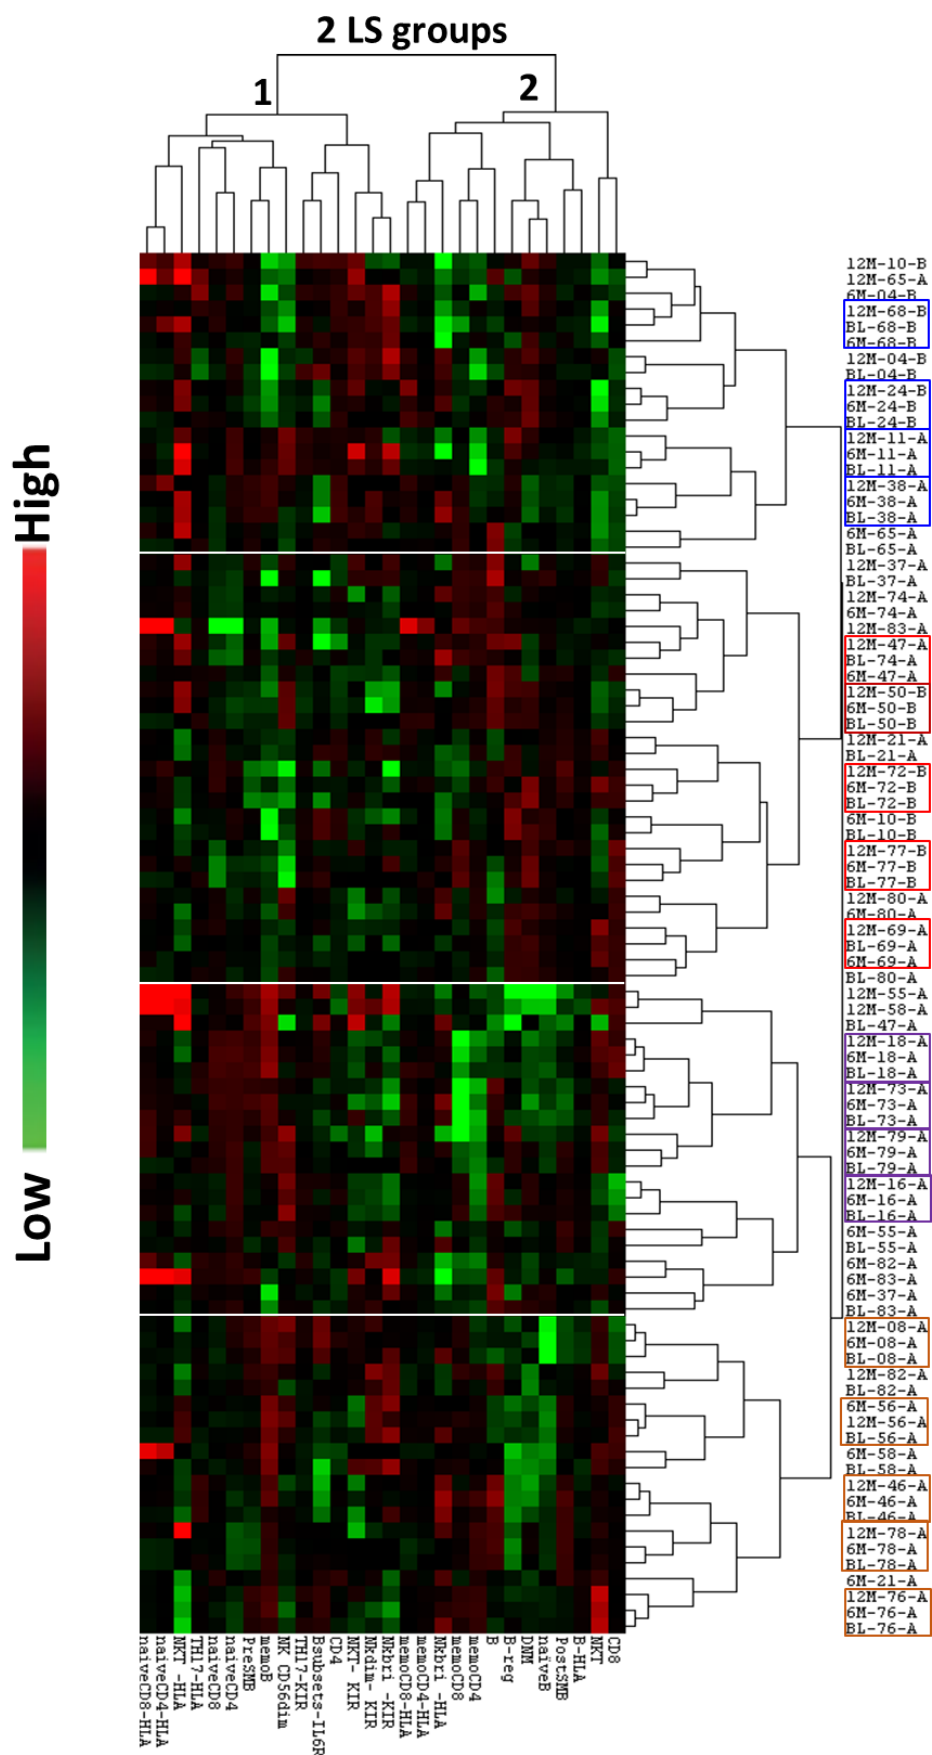 2 LS groups
1
2
High
Low
12M-10-B
12M-65-A
6M-04-B
12M-68-B
BL-68-B
6M-68-B
12M-04-B
BL-04-B
12M-24-B
6M-24-B
BL-24-B
12M-11-A
6M-11-A
BL-11-A
12M-38-A
6M-38-A
BL-38-A
6M-65-A
BL-65-A
12M-37-A
BL-37-A
12M-74-A
6M-74-A
12M-83-A
12M-47-A
BL-74-A
6M-47-A
12M-50-B
6M-50-B
BL-50-B
12M-21-A
BL-21-A
12M-72-B
6M-72-B
BL-72-B
6M-10-B
BL-10-B
12M-77-B
6M-77-B
BL-77-B
12M-80-A
6M-80-A
12M-69-A
BL-69-A
6M-69-A
BL-80-A
12M-55-A
12M-58-A
BL-47-A
12M-18-A
6M-18-A
BL-18-A
12M-73-A
6M-73-A
BL-73-A
12M-79-A
6M-79-A
BL-79-A
12M-16-A
6M-16-A
BL-16-A
6M-55-A
BL-55-A
6M-82-A
6M-83-A
6M-37-A
BL-83-A
12M-08-A
6M-08-A
BL-08-A
12M-82-A
BL-82-A
6M-56-A
12M-56-A
BL-56-A
6M-58-A
BL-58-A
12M-46-A
6M-46-A
BL-46-A
12M-78-A
6M-78-A
BL-78-A
6M-21-A
12M-76-A
6M-76-A
BL-76-A
naiveCD8-HLA
naiveCD4-HLA
NKT -HLA
TH17-HLA
naiveCD8
naiveCD4
PreSMB
memoB
NK CD56dim
TH17-KIR
Bsubsets-IL6R
CD4
NKT- KIR
Nkdim- KIR
Nkbri -KIR
memoCD8-HLA
memoCD4-HLA
Nkbri -HLA
memoCD8
memoCD4
B
B-reg
DNM
naïveB
PostSMB
B-HLA
NKT
CD8